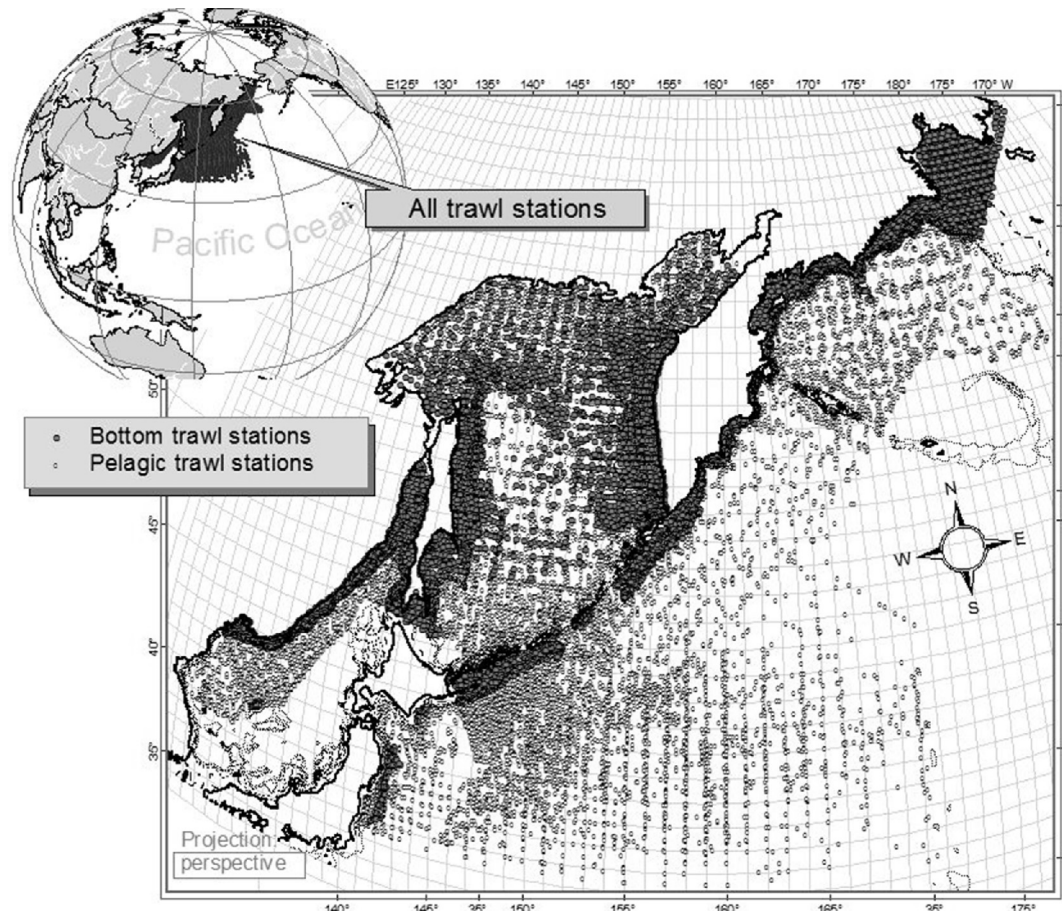 E125° 130° 135° 140° 145° 150° 155° 160° 165° 170° 175° 180° 175° 170° W
All trawl stations
Pacific Ocean
50°
Bottom trawl stations
Pelagic trawl stations
45°
N
W E
S
40°
35°
Projection:
perspective
140° 145° 150° 155° 160° 165° 35° 175°